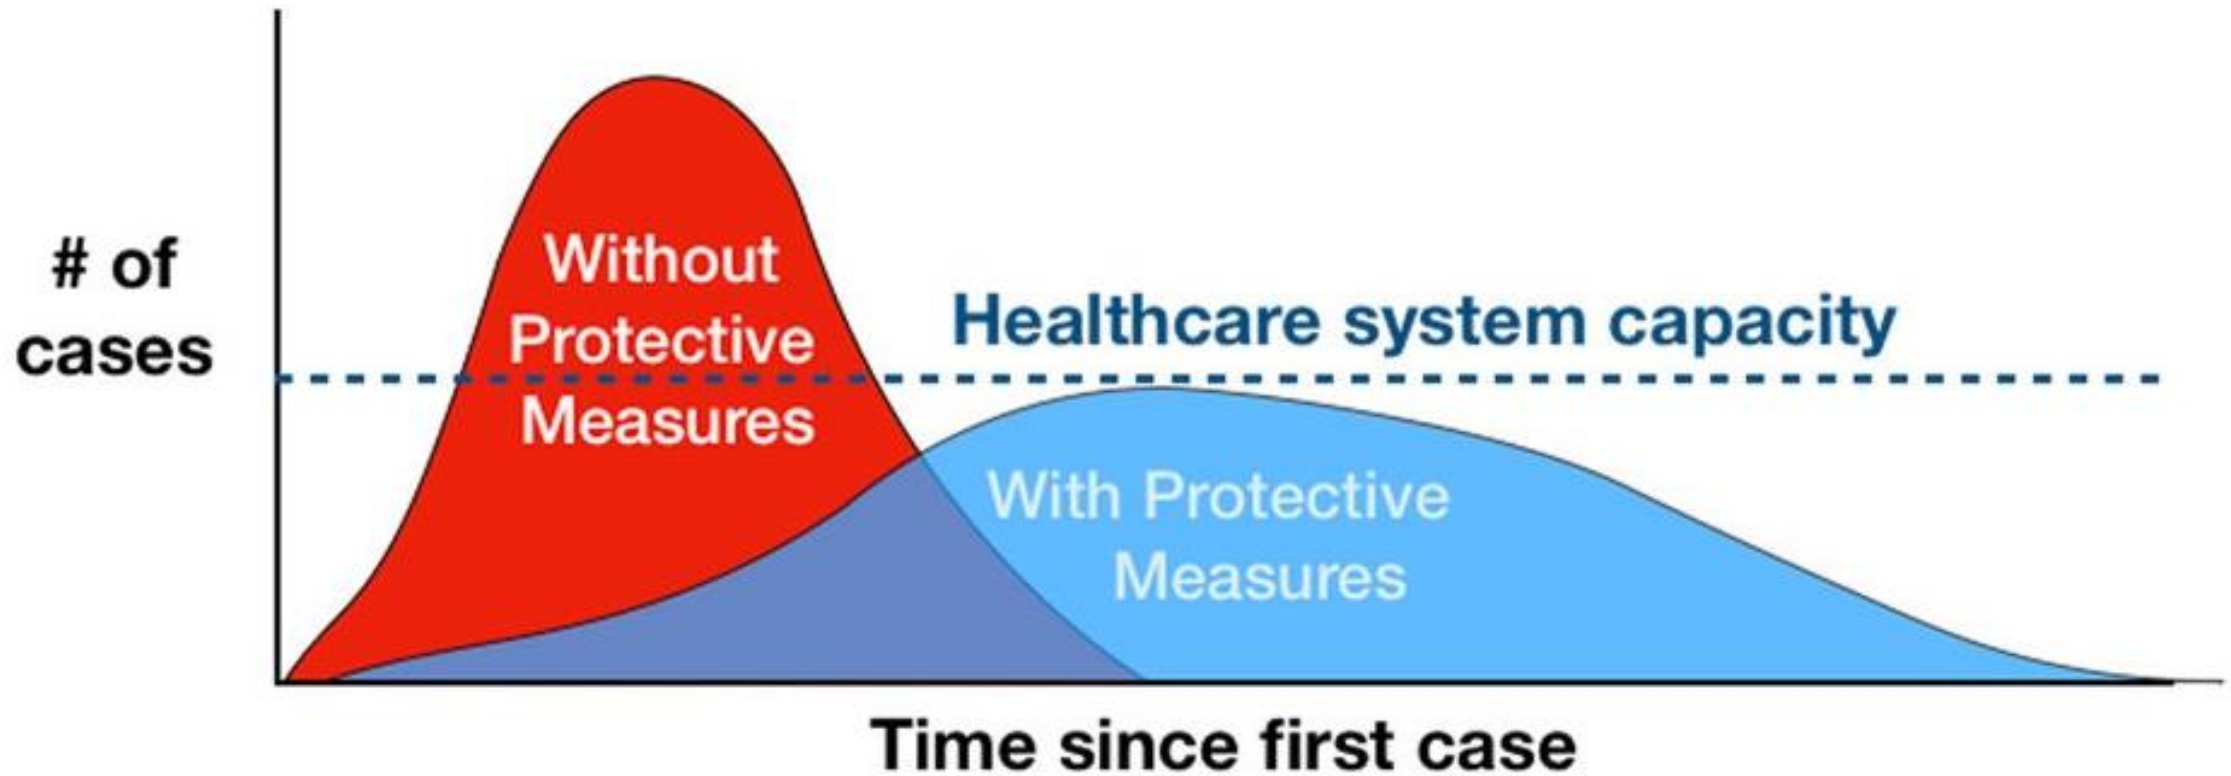 # of
cases
Without
Protective
Measures
Healthcare system capacity
With Protective
Measures
Time since first case